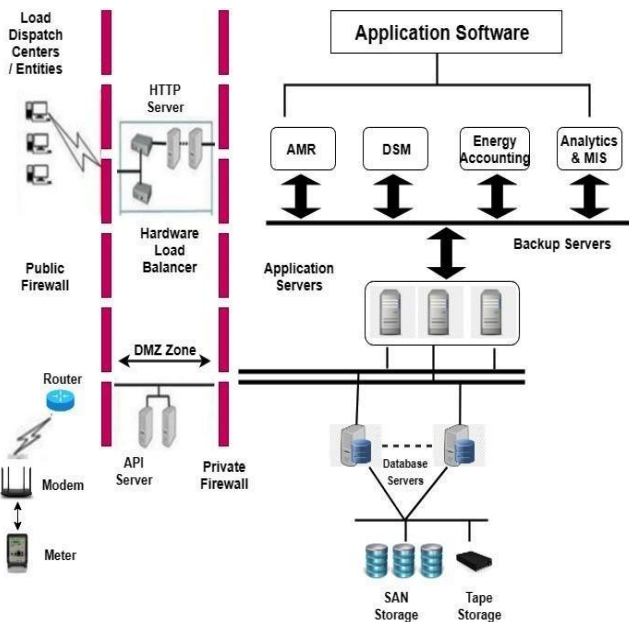 Load
Dispatch
Centers
/ Entities
HTTP
Server
Hardware
Load
Balancer
Public
Firewall
DMZ Zone
Router
API
Server
Private
Firewall
Modem
Meter
Application Software
AMR
DSM
Energy
Accounting
Analytics
& MIS
Backup Servers
Application
Servers
Database
Servers
SAN
Storage
Tape
Storage